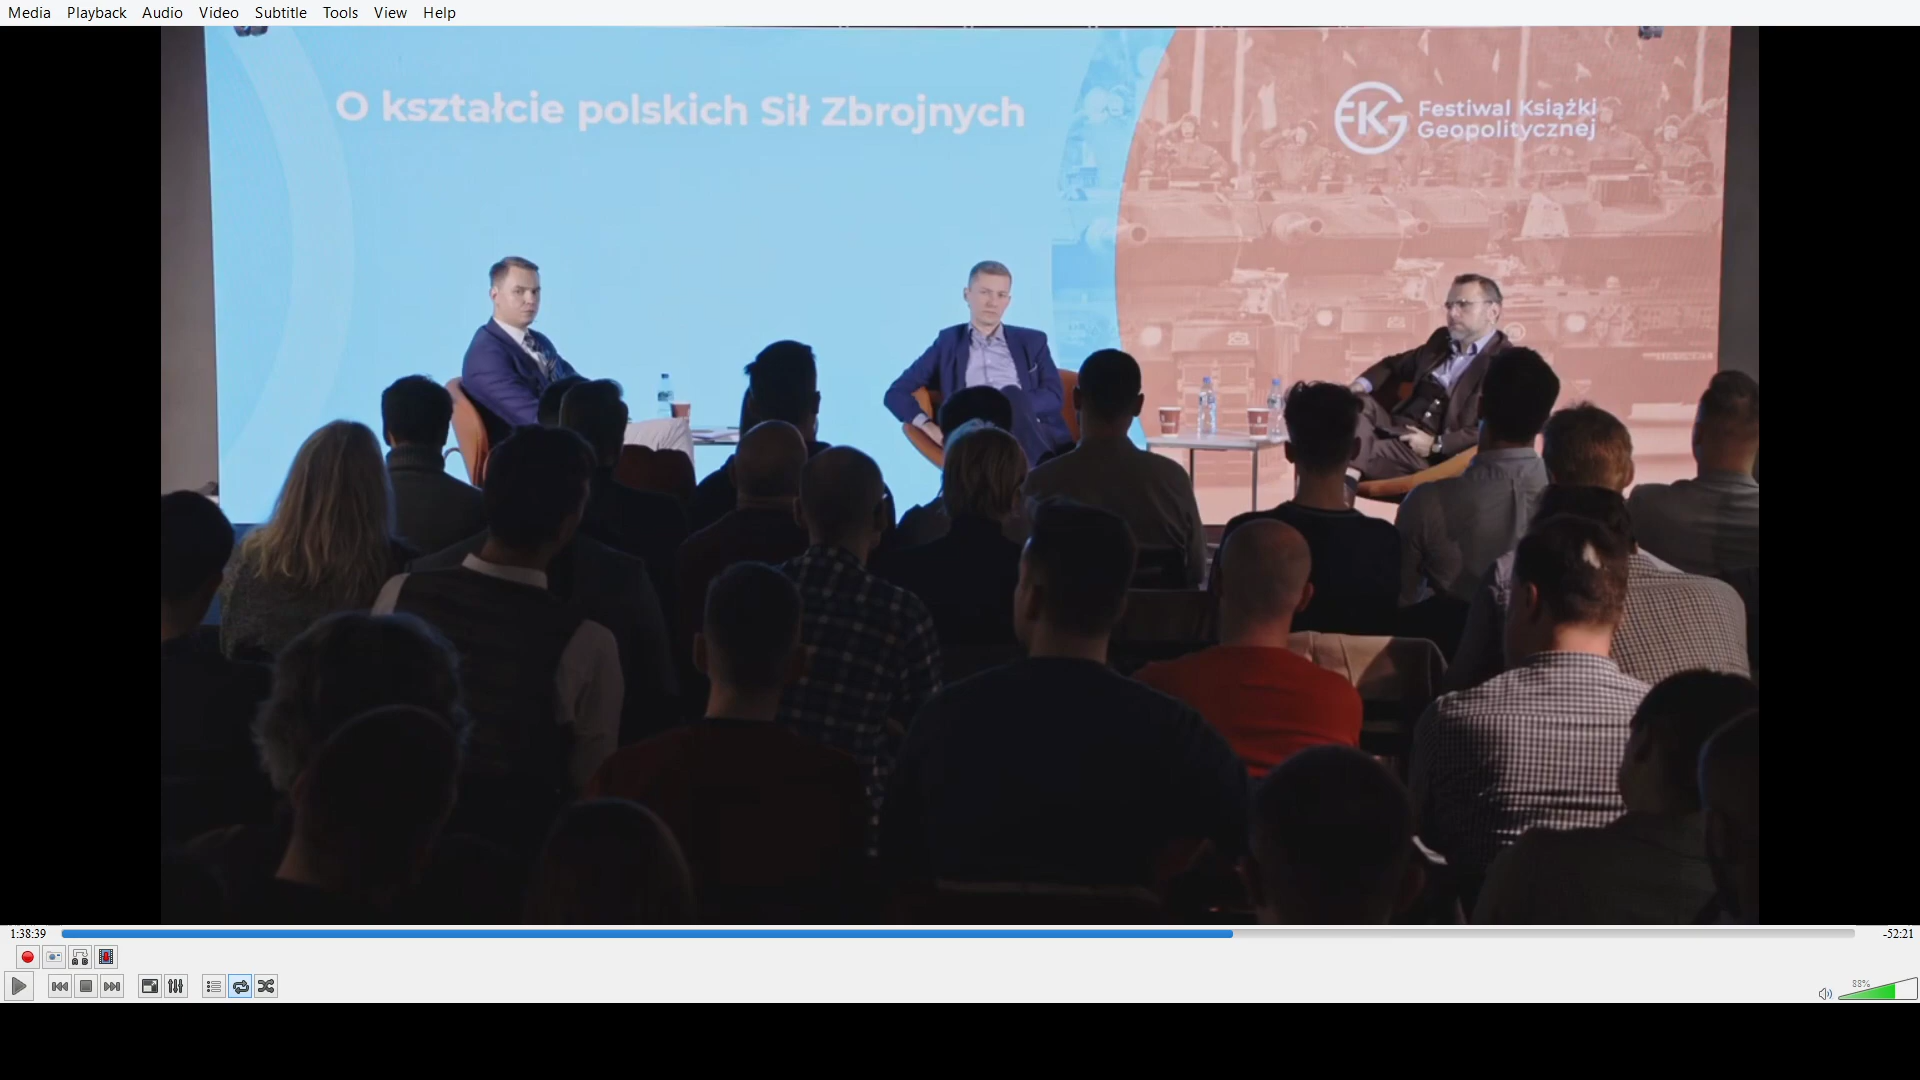 Media Playback Audio Video Subtitle Tools View Help
O kształcie polskich Sił Zbrojnych
FKG
Festiwal Książki
Geopolitycznej
1:38:39
-52:21
88%